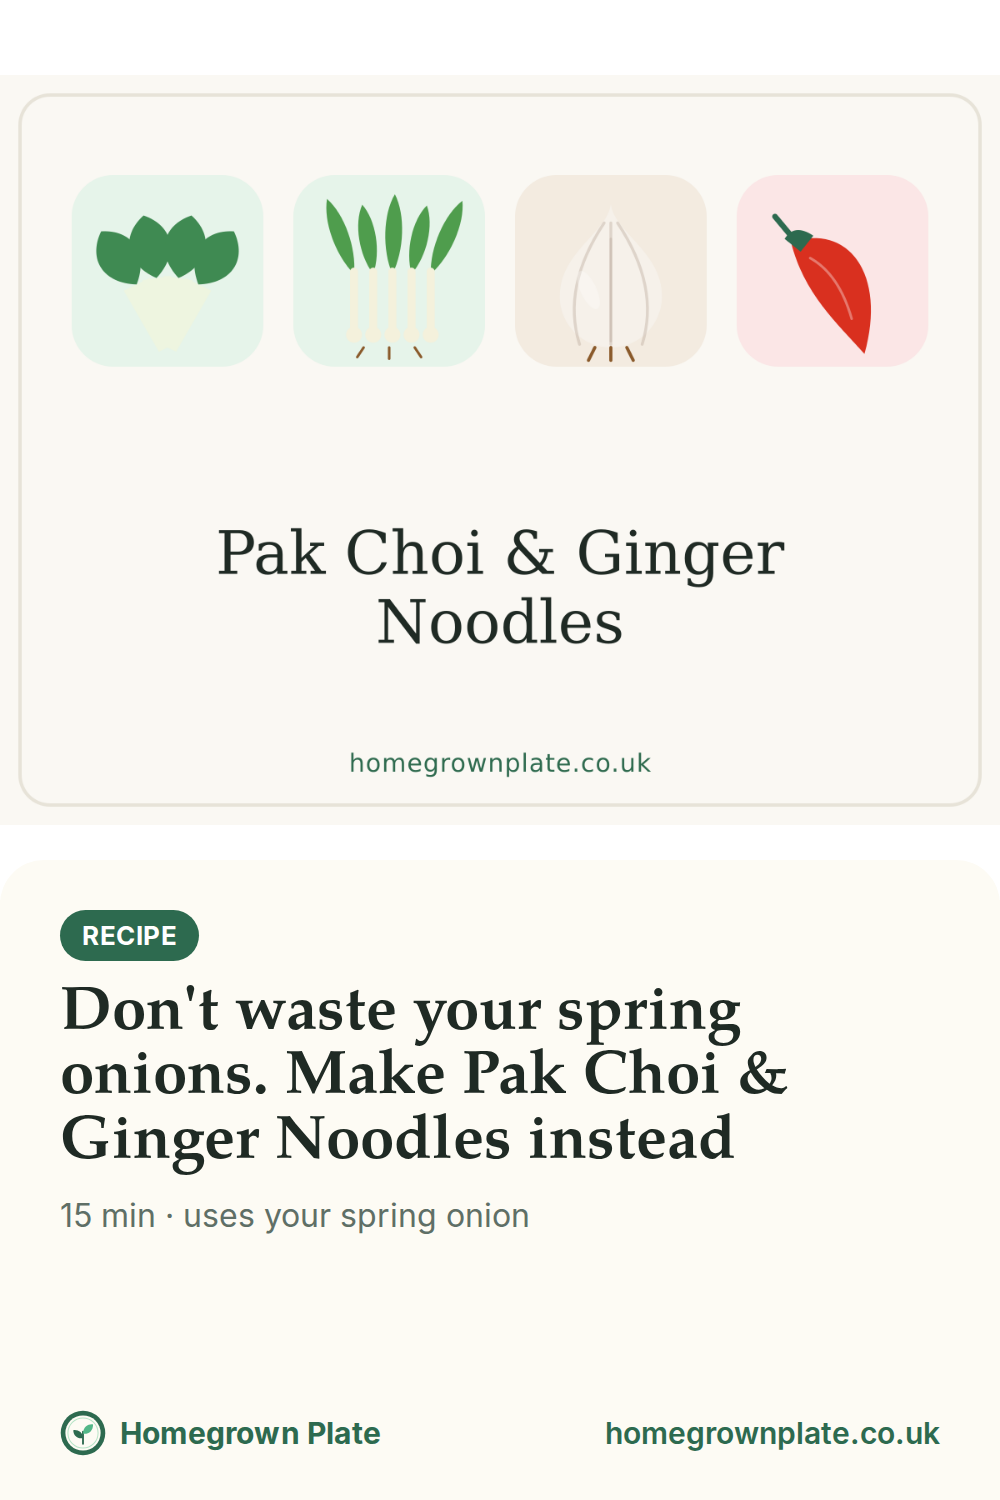 Pak Choi & Ginger
Noodles
homegrownplate.co.uk
RECIPE
Don't waste your spring
onions. Make Pak Choi &
Ginger Noodles instead
15 min · uses your spring onion
Homegrown Plate
homegrownplate.co.uk